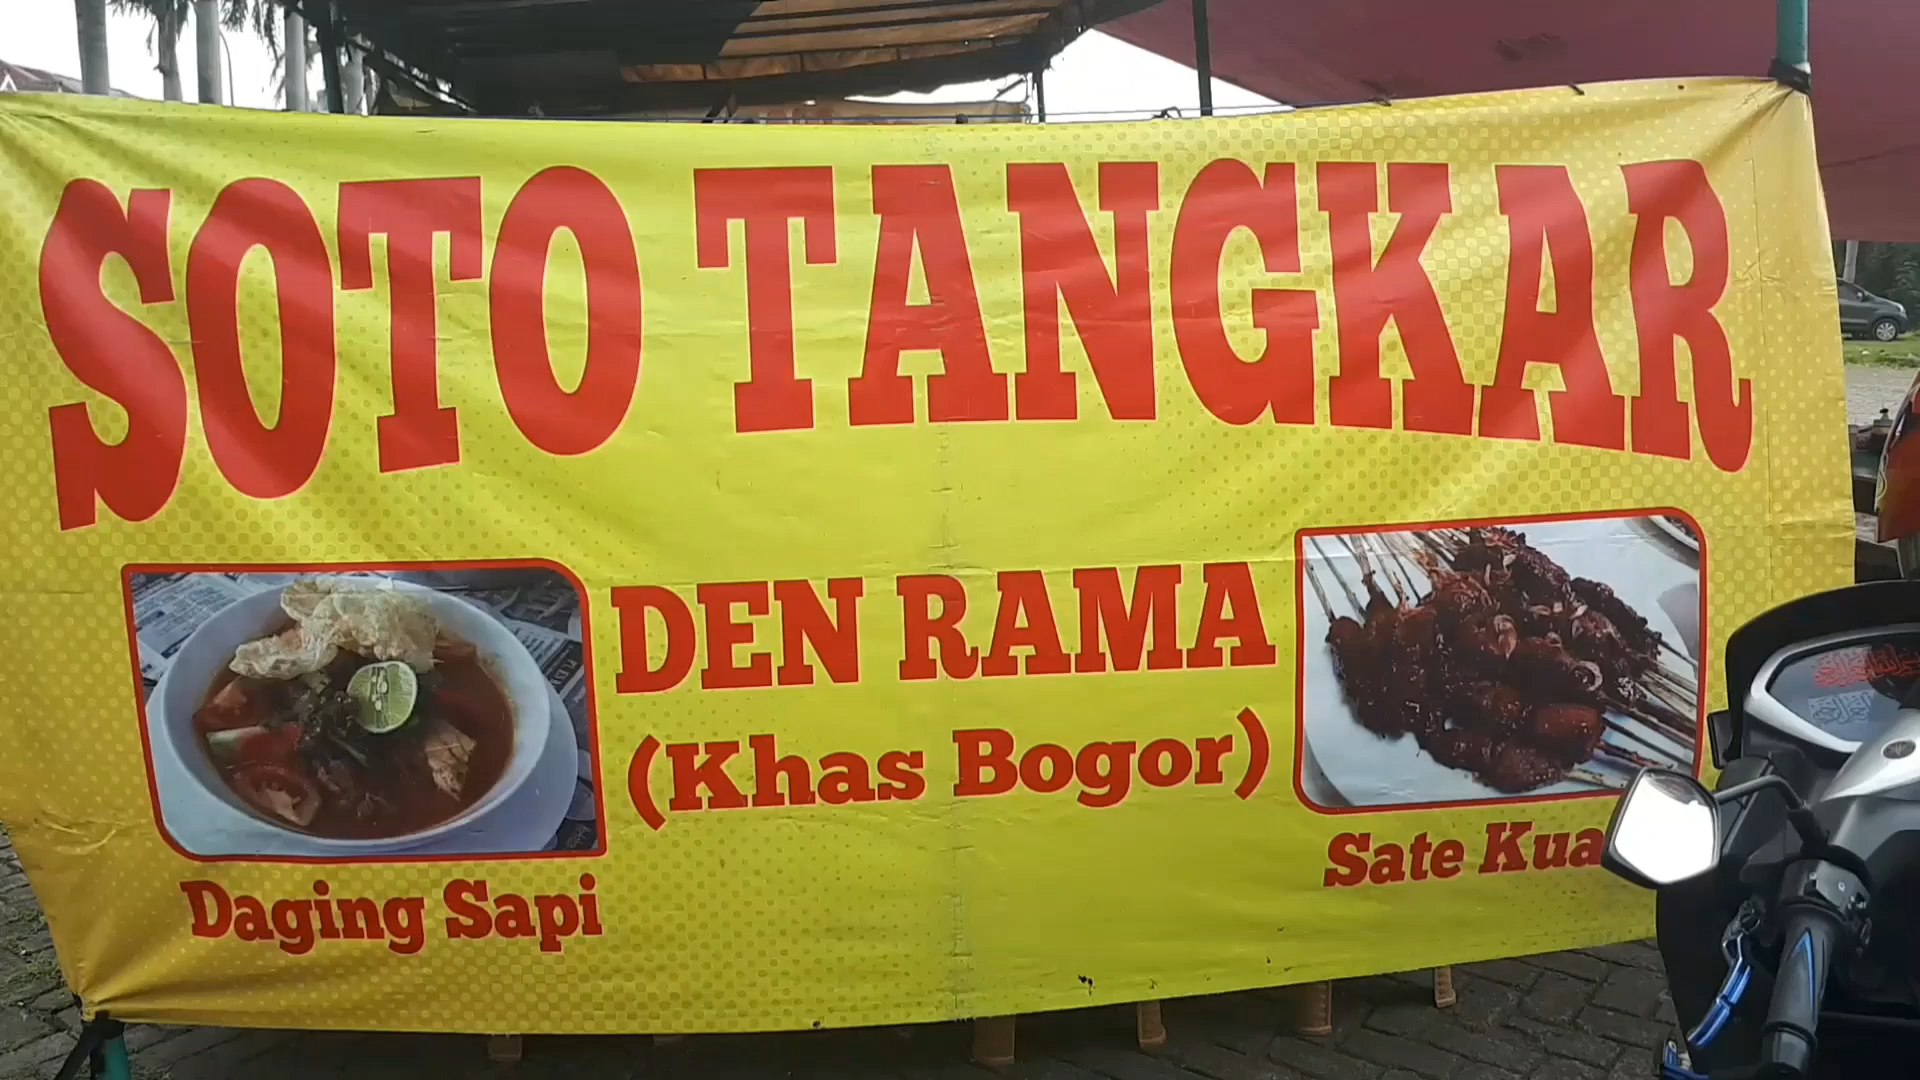 SOTO TANGKAR
DEN RAMA
(Khas Bogor)
Daging Sapi
Sate Kua